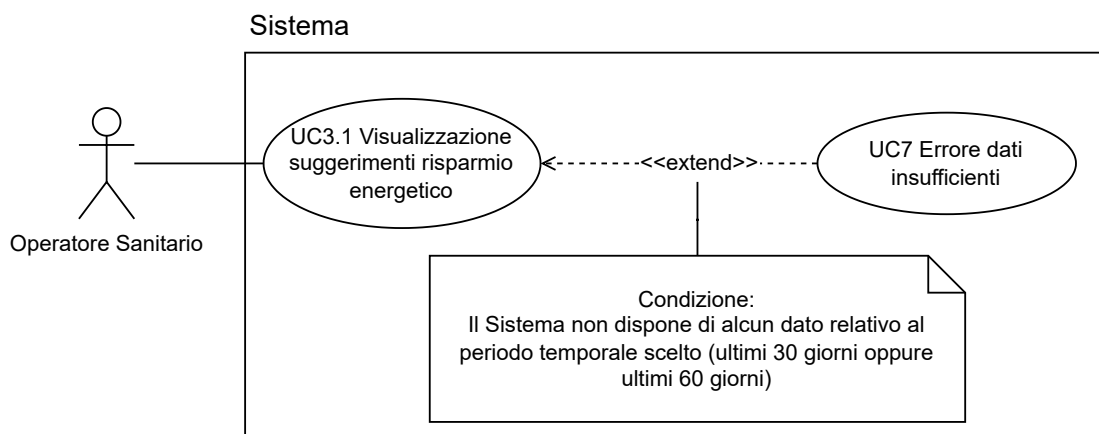 Sistema
UC3.1 Visualizzazione
suggerimenti risparmio
energetico
<<extend>>
UC7 Errore dati
insufficienti
Operatore Sanitario
Condizione:
Il Sistema non dispone di alcun dato relativo al
periodo temporale scelto (ultimi 30 giorni oppure
ultimi 60 giorni)